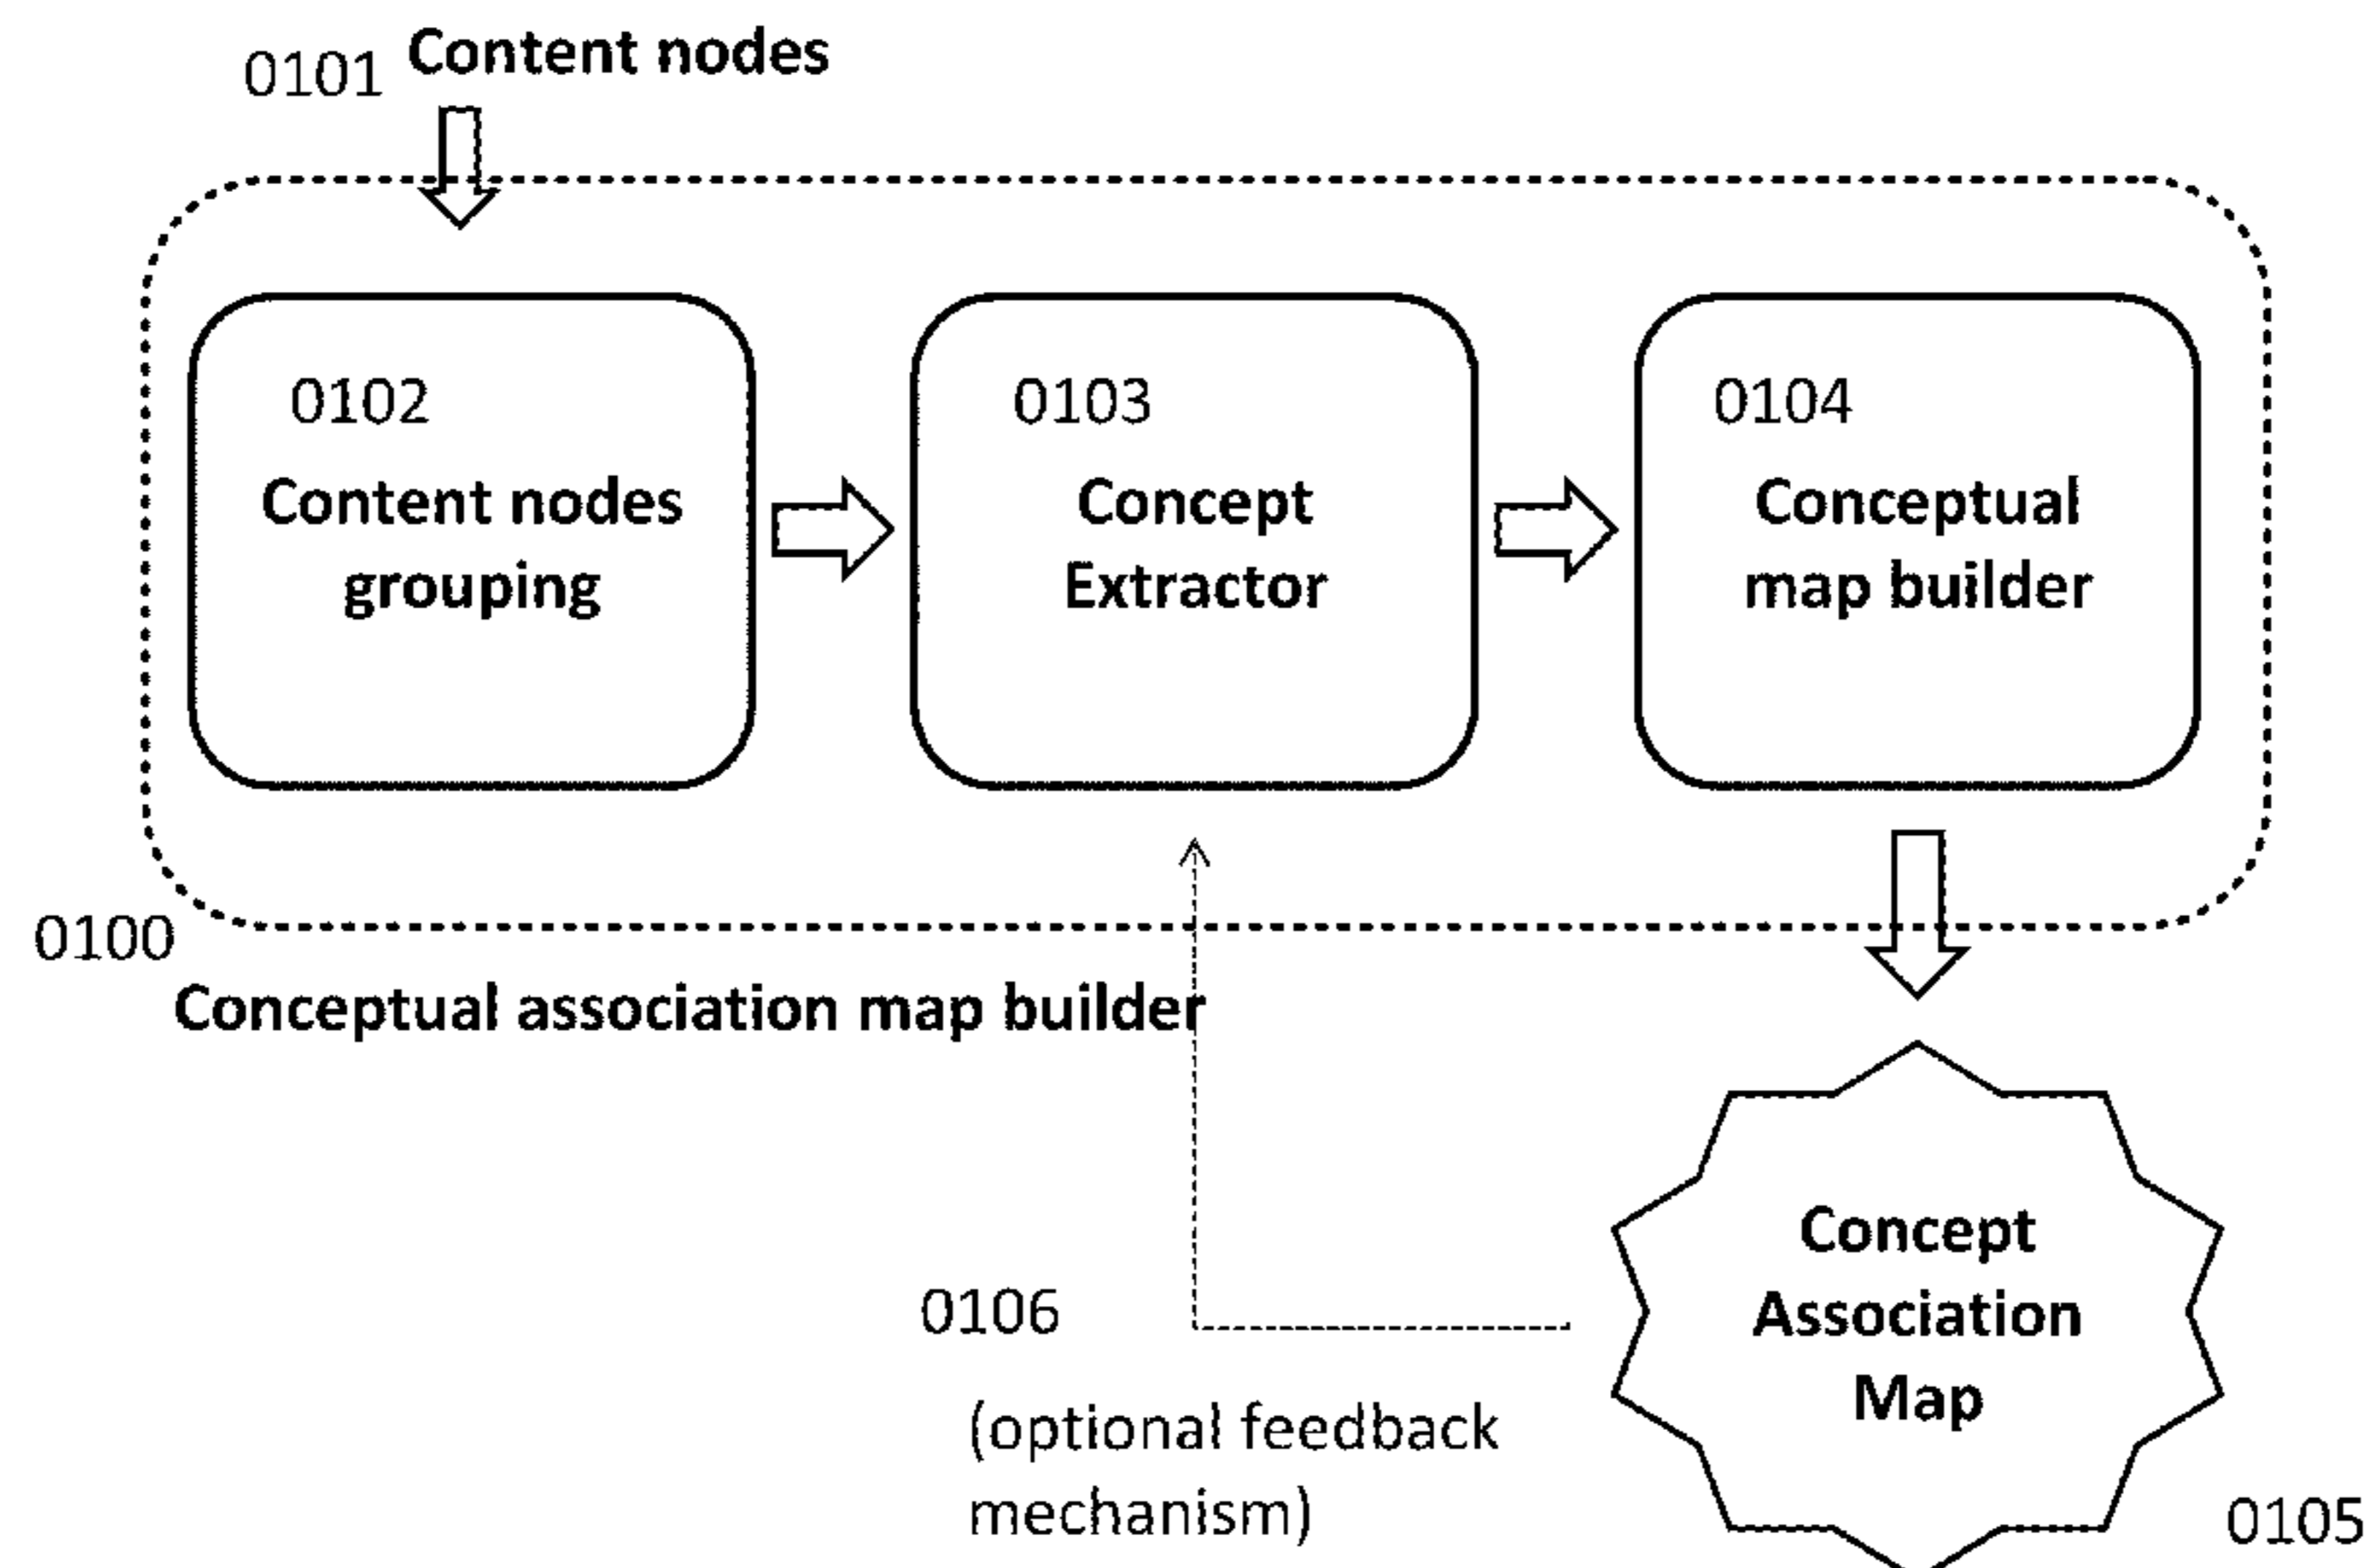 0101 Content nodes
0102
Content nodes
grouping
0103
Concept
Extractor
0104
Conceptual
map builder
0100
Conceptual association map builder
Concept
Association
Map
0106
(optional feedback
mechanism)
0105